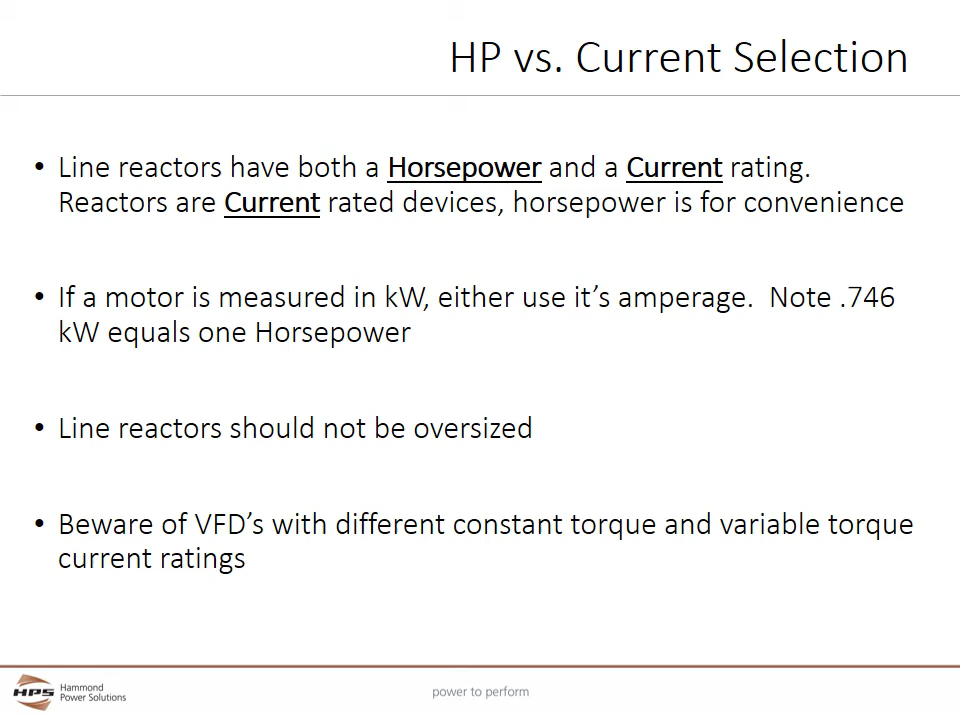 HP vs. Current Selection
• Line reactors have both a Horsepower and a Current rating.
Reactors are Current rated devices, horsepower is for convenience
• If a motor is measured in kW, either use it’s amperage.  Note .746
kW equals one Horsepower
• Line reactors should not be oversized
• Beware of VFD’s with different constant torque and variable torque
current ratings
HPS Hammond
Power Solutions
power to perform